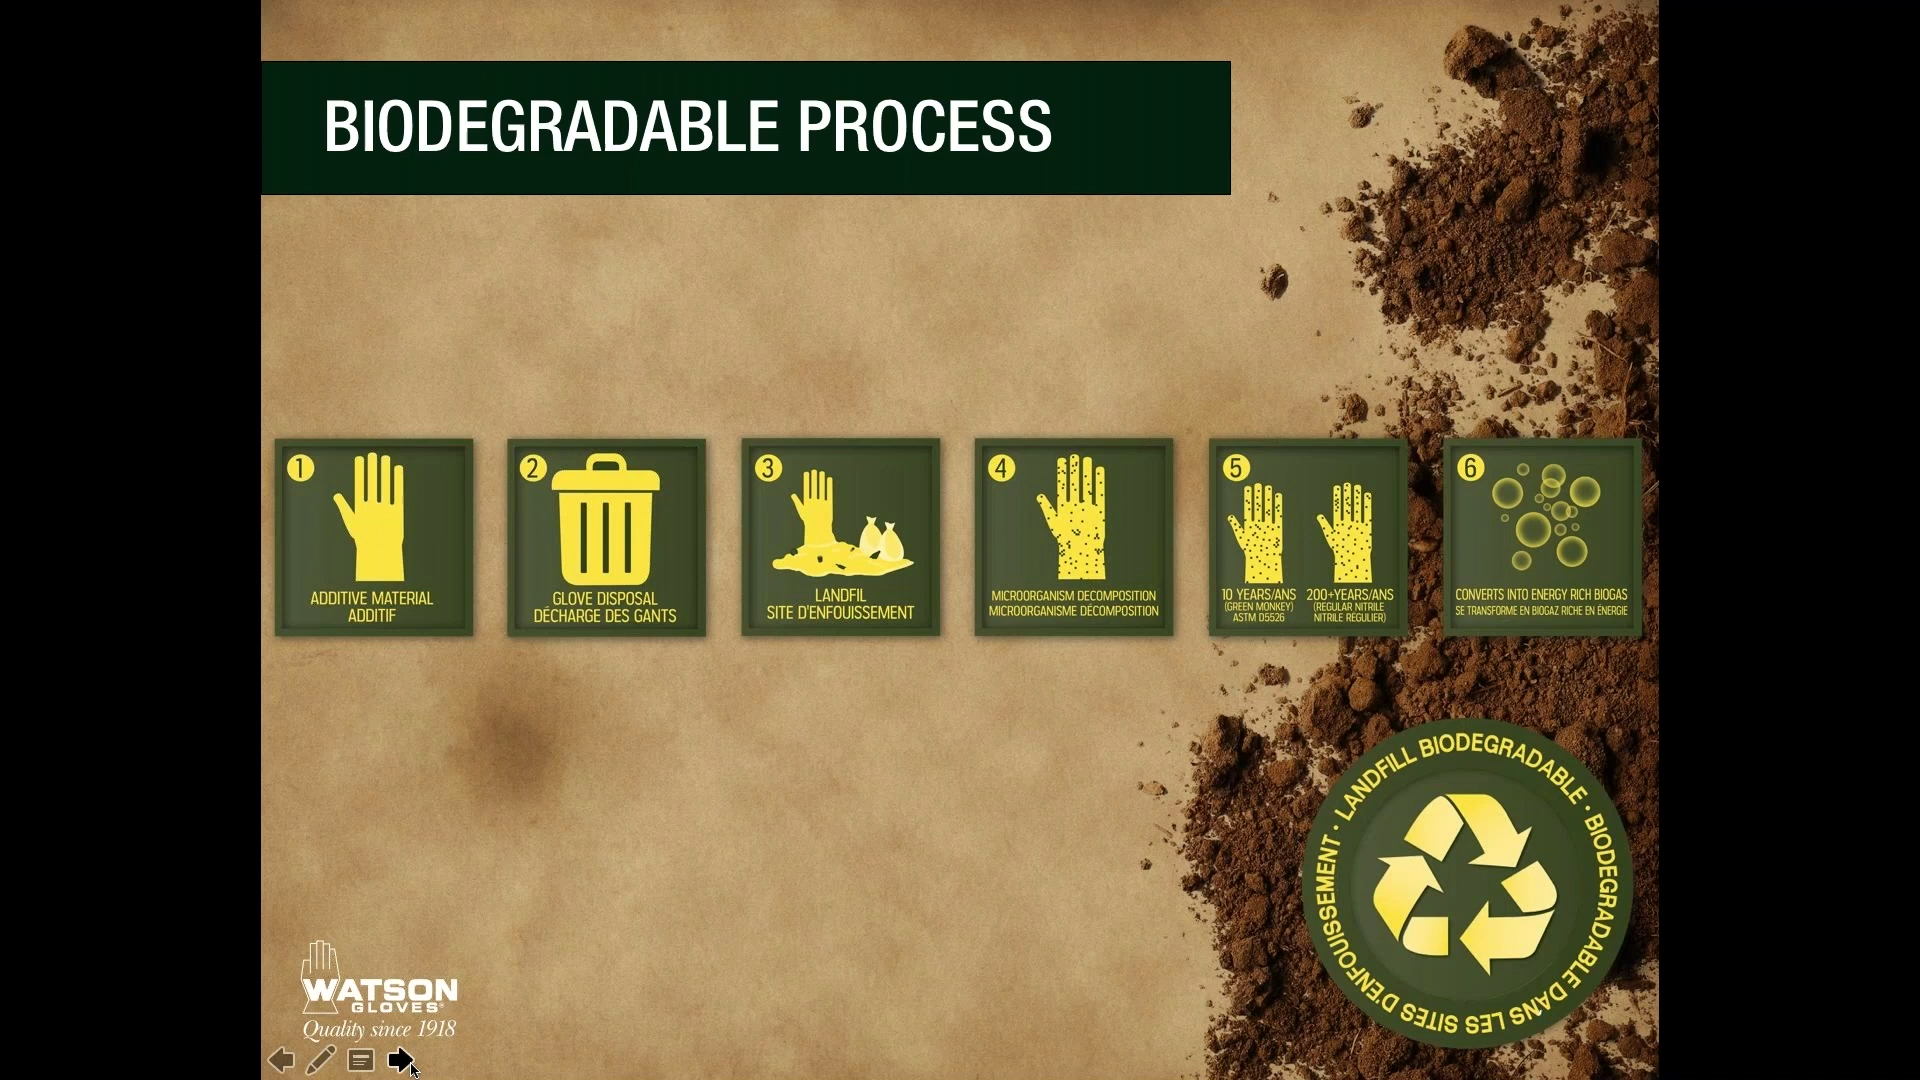 BIODEGRADABLE PROCESS
1
ADDITIVE MATERIAL
ADDITIF
2
GLOVE DISPOSAL
DÉCHARGE DES GANTS
3
LANDFIL
SITE D'ENFOUISSEMENT
4
MICROORGANISM DECOMPOSITION
MICROORGANISME DÉCOMPOSITION
5
10 YEARS/ANS
(GREEN MONKEY)
ASTM D5526
200+YEARS/ANS
(REGULAR NITRILE
NITRILE REGULIER)
6
CONVERTS INTO ENERGY RICH BIOGAS
SE TRANSFORME EN BIOGAZ RICHE EN ÉNERGIE
LANDFILL BIODEGRADABLE · BIODEGRADABLE DANS LES SITES D'ENFOUISSEMENT ·
WATSON
GLOVES®
Quality since 1918